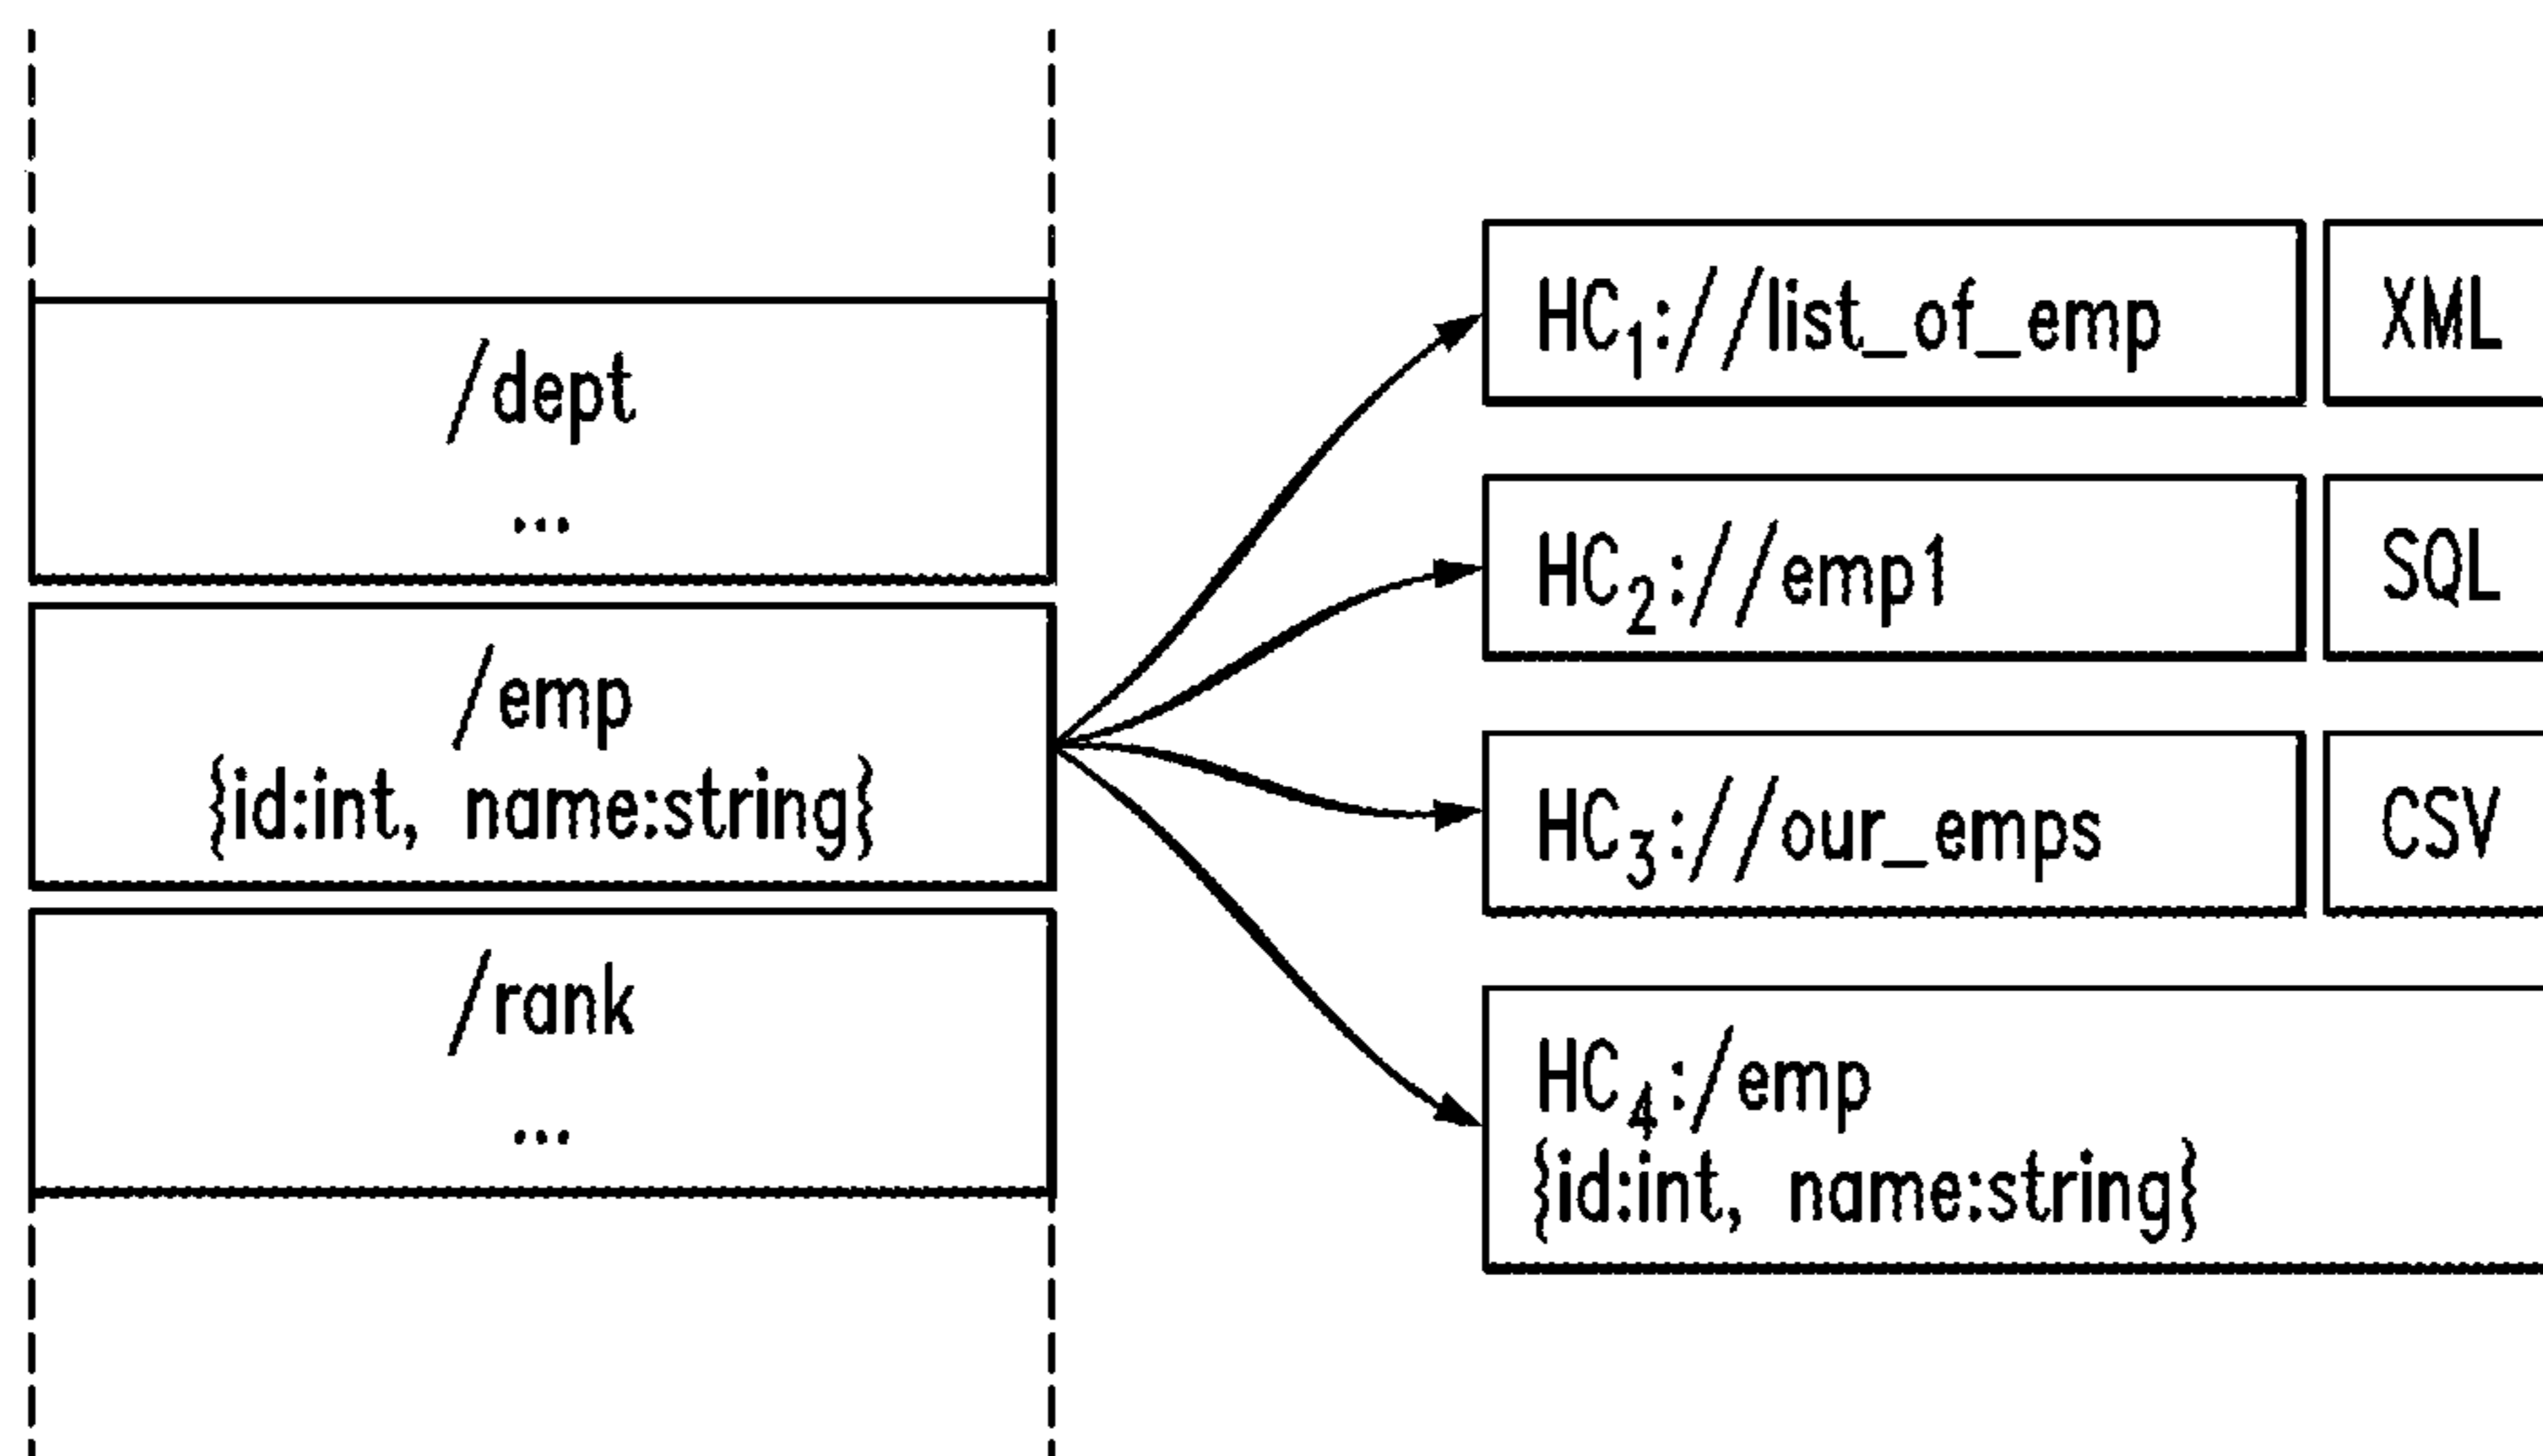 /dept
...
/emp
{id:int, name:string}
/rank
...
HC₁://list_of_emp
XML
HC₂://emp1
SQL
HC₃://our_emps
CSV
HC₄:/emp
{id:int, name:string}